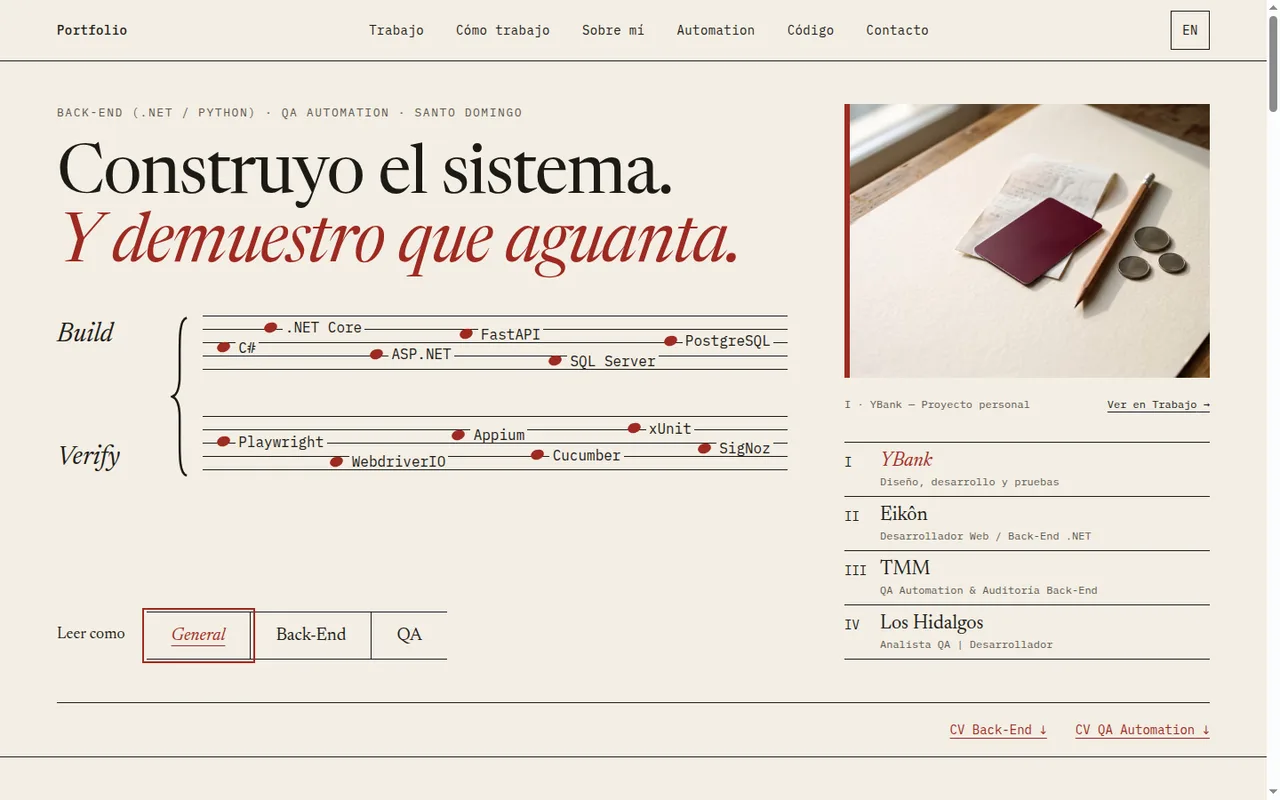 Portfolio
Trabajo
Cómo trabajo
Sobre mí
Automation
Código
Contacto
EN
BACK-END (.NET / PYTHON) · QA AUTOMATION · SANTO DOMINGO
Construyo el sistema.
Y demuestro que aguanta.
Build
.NET Core
FastAPI
PostgreSQL
C#
ASP.NET
SQL Server
Verify
Playwright
Appium
xUnit
SigNoz
WebdriverIO
Cucumber
Leer como
General
Back-End
QA
I · YBank — Proyecto personal
Ver en Trabajo →
I
YBank
Diseño, desarrollo y pruebas
II
Eikôn
Desarrollador Web / Back-End .NET
III
TMM
QA Automation & Auditoría Back-End
IV
Los Hidalgos
Analista QA | Desarrollador
CV Back-End ↓
CV QA Automation ↓